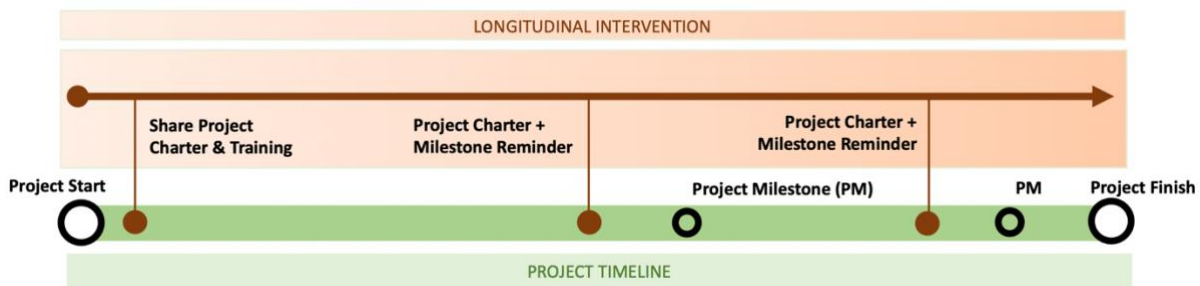 LONGITUDINAL INTERVENTION
Share Project
Charter & Training
Project Charter +
Milestone Reminder
Project Charter +
Milestone Reminder
Project Start
Project Milestone (PM)
PM
Project Finish
PROJECT TIMELINE